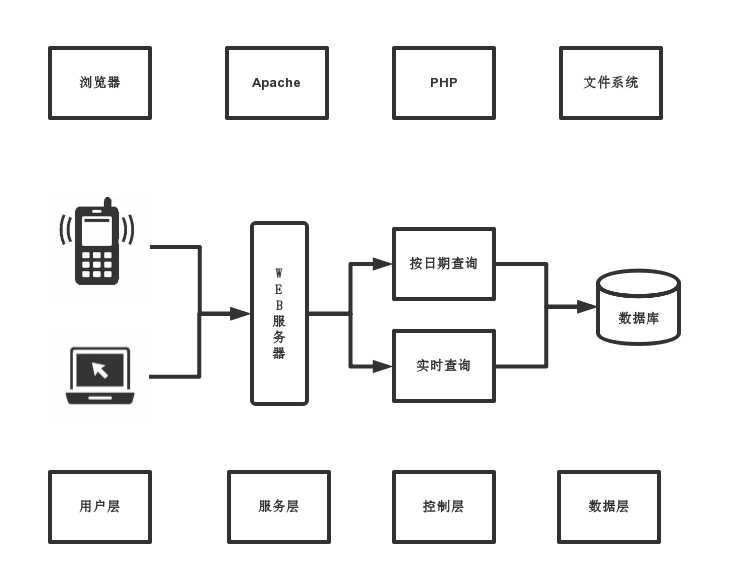 浏览器
Apache
PHP
文件系统
WEB服务器
按日期查询
实时查询
数据库
用户层
服务层
控制层
数据层